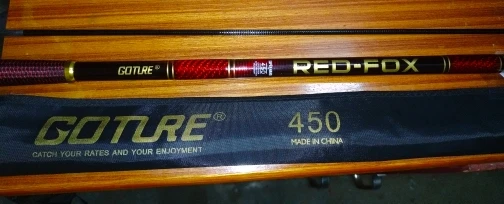 GOTURE® RED-FOX
GOTURE® 450
MADE IN CHINA
CATCH YOUR RATES AND YOUR ENJOYMENT